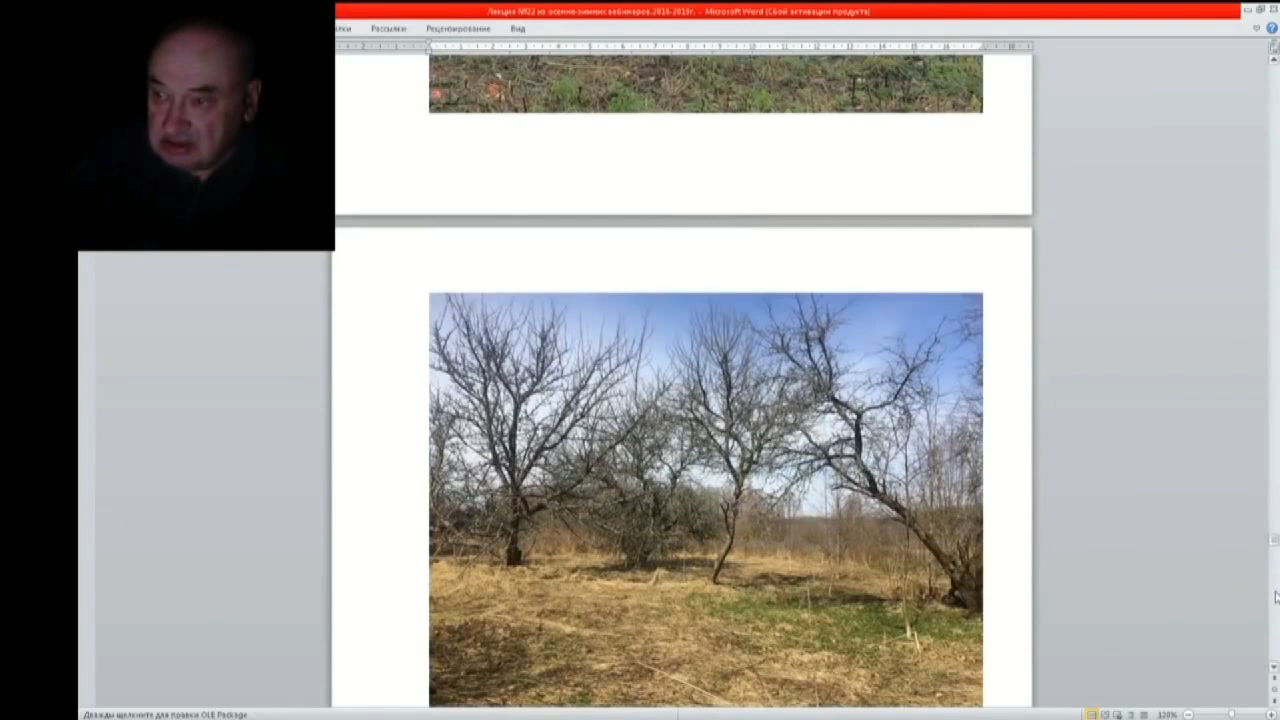 Лекция №22 из осенне-зимних вебинаров.2018-2019г. - Microsoft Word (Сбой активации продукта)
лки Рассылки Рецензирование Вид
Дважды щелкните для правки OLE Package
120%